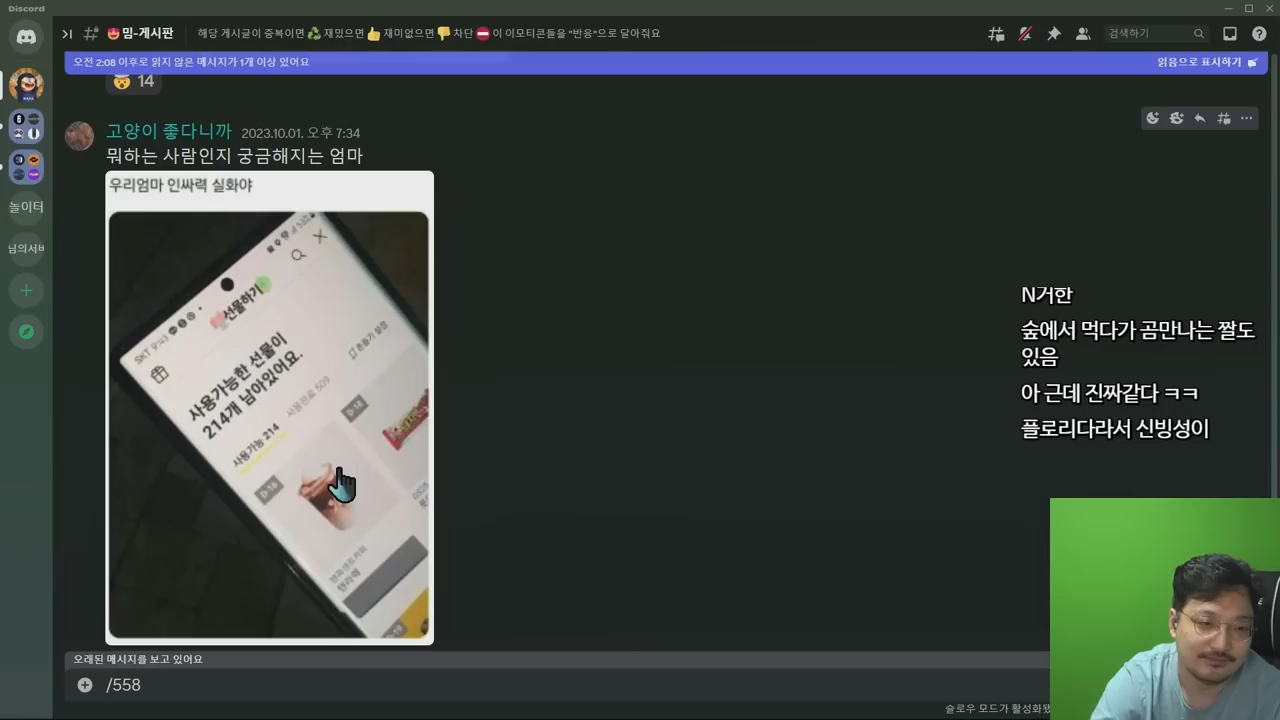 Discord
밈-게시판
해당 게시글이 중복이면 ♻️ 재밌으면 👍 재미없으면 👎 차단 ⛔ 이 이모티콘들을 "반응"으로 달아줘요
검색하기
오전 2:08 이후로 읽지 않은 메시지가 1개 이상 있어요
읽음으로 표시하기
14
고양이 좋다니까 2023.10.01. 오후 7:34
뭐하는 사람인지 궁금해지는 엄마
우리엄마 인싸력 실화야
SKT 9:43
선물하기
사용가능한 선물이
214개 남아있어요.
사용가능 214
사용완료 509
D-16
D-18
놀이터
님의서버
N거한
숲에서 먹다가 곰만나는 짤도
있음
아 근데 진짜같다 ㅋㅋ
플로리다라서 신빙성이
오래된 메시지를 보고 있어요
/558
슬로우 모드가 활성화됐